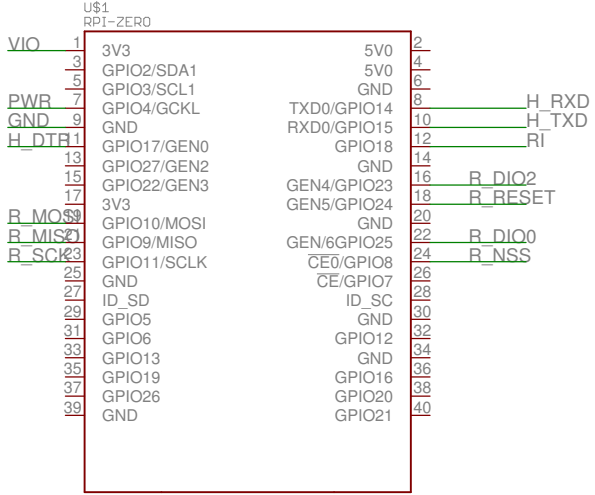 U$1
RPI-ZERO
VIO 1 3V3 5V0 2
3 GPIO2/SDA1 5V0 4
5 GPIO3/SCL1 GND 6
PWR 7 GPIO4/GCKL TXD0/GPIO14 8 H_RXD
GND 9 GND RXD0/GPIO15 10 H_TXD
H_DTR 11 GPIO17/GEN0 GPIO18 12 RI
13 GPIO27/GEN2 GND 14
15 GPIO22/GEN3 GEN4/GPIO23 16 R_DIO2
17 3V3 GEN5/GPIO24 18 R_RESET
R_MOSI 19 GPIO10/MOSI GND 20
R_MISO 21 GPIO9/MISO GEN/6GPIO25 22 R_DIO0
R_SCK 23 GPIO11/SCLK CE0/GPIO8 24 R_NSS
25 GND CE/GPIO7 26
27 ID_SD ID_SC 28
29 GPIO5 GND 30
31 GPIO6 GPIO12 32
33 GPIO13 GND 34
35 GPIO19 GPIO16 36
37 GPIO26 GPIO20 38
39 GND GPIO21 40